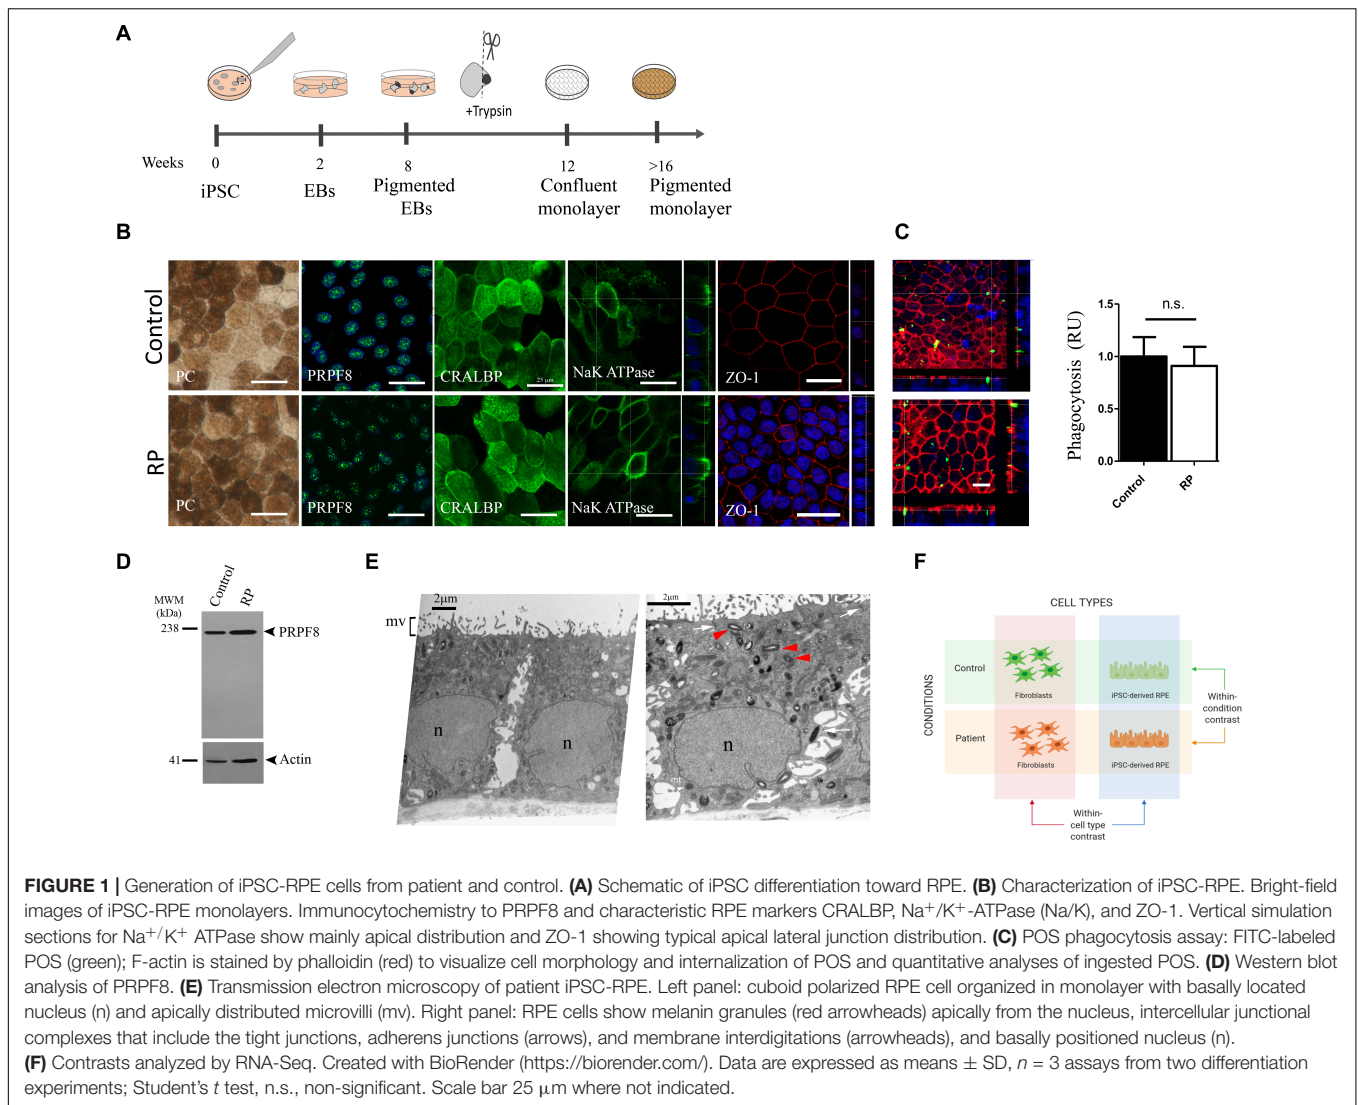 A
+Trypsin
Weeks
0
2
8
12
>16
iPSC
EBs
Pigmented
EBs
Confluent
monolayer
Pigmented
monolayer
B
Control
PC
PRPF8
CRALBP
25 μm
NaK ATPase
ZO-1
RP
PC
PRPF8
CRALBP
NaK ATPase
ZO-1
C
Phagocytosis (RU)
1.5
1.0
0.5
0.0
n.s.
Control
RP
D
MWM
(kDa)
Control
RP
238
PRPF8
41
Actin
E
2μm
mv
n
n
2μm
n
mt
F
CELL TYPES
CONDITIONS
Control
Fibroblasts
iPSC-derived RPE
Patient
Fibroblasts
iPSC-derived RPE
Within-
condition
contrast
Within-
cell type
contrast
FIGURE 1 | Generation of iPSC-RPE cells from patient and control. (A) Schematic of iPSC differentiation toward RPE. (B) Characterization of iPSC-RPE. Bright-field
images of iPSC-RPE monolayers. Immunocytochemistry to PRPF8 and characteristic RPE markers CRALBP, Na+/K+-ATPase (Na/K), and ZO-1. Vertical simulation
sections for Na+/K+ ATPase show mainly apical distribution and ZO-1 showing typical apical lateral junction distribution. (C) POS phagocytosis assay: FITC-labeled
POS (green); F-actin is stained by phalloidin (red) to visualize cell morphology and internalization of POS and quantitative analyses of ingested POS. (D) Western blot
analysis of PRPF8. (E) Transmission electron microscopy of patient iPSC-RPE. Left panel: cuboid polarized RPE cell organized in monolayer with basally located
nucleus (n) and apically distributed microvilli (mv). Right panel: RPE cells show melanin granules (red arrowheads) apically from the nucleus, intercellular junctional
complexes that include the tight junctions, adherens junctions (arrows), and membrane interdigitations (arrowheads), and basally positioned nucleus (n).
(F) Contrasts analyzed by RNA-Seq. Created with BioRender (https://biorender.com/). Data are expressed as means ± SD, n = 3 assays from two differentiation
experiments; Student's t test, n.s., non-significant. Scale bar 25 μm where not indicated.